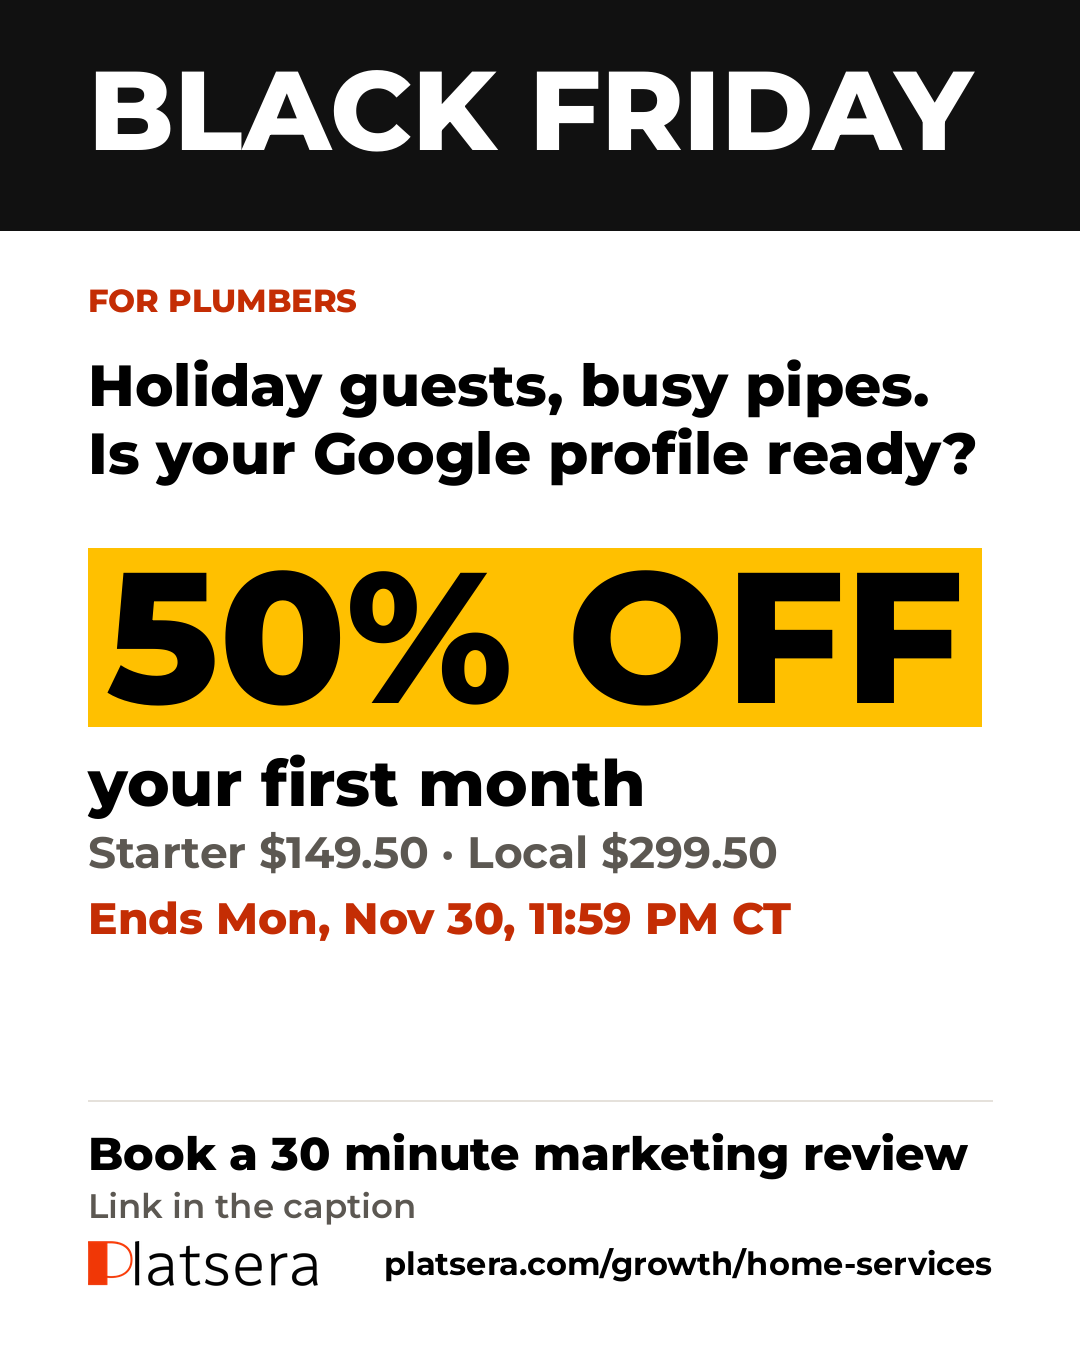 BLACK FRIDAY
FOR PLUMBERS
Holiday guests, busy pipes.
Is your Google profile ready?
50% OFF
your first month
Starter $149.50 · Local $299.50
Ends Mon, Nov 30, 11:59 PM CT
Book a 30 minute marketing review
Link in the caption
Platsera
platsera.com/growth/home-services